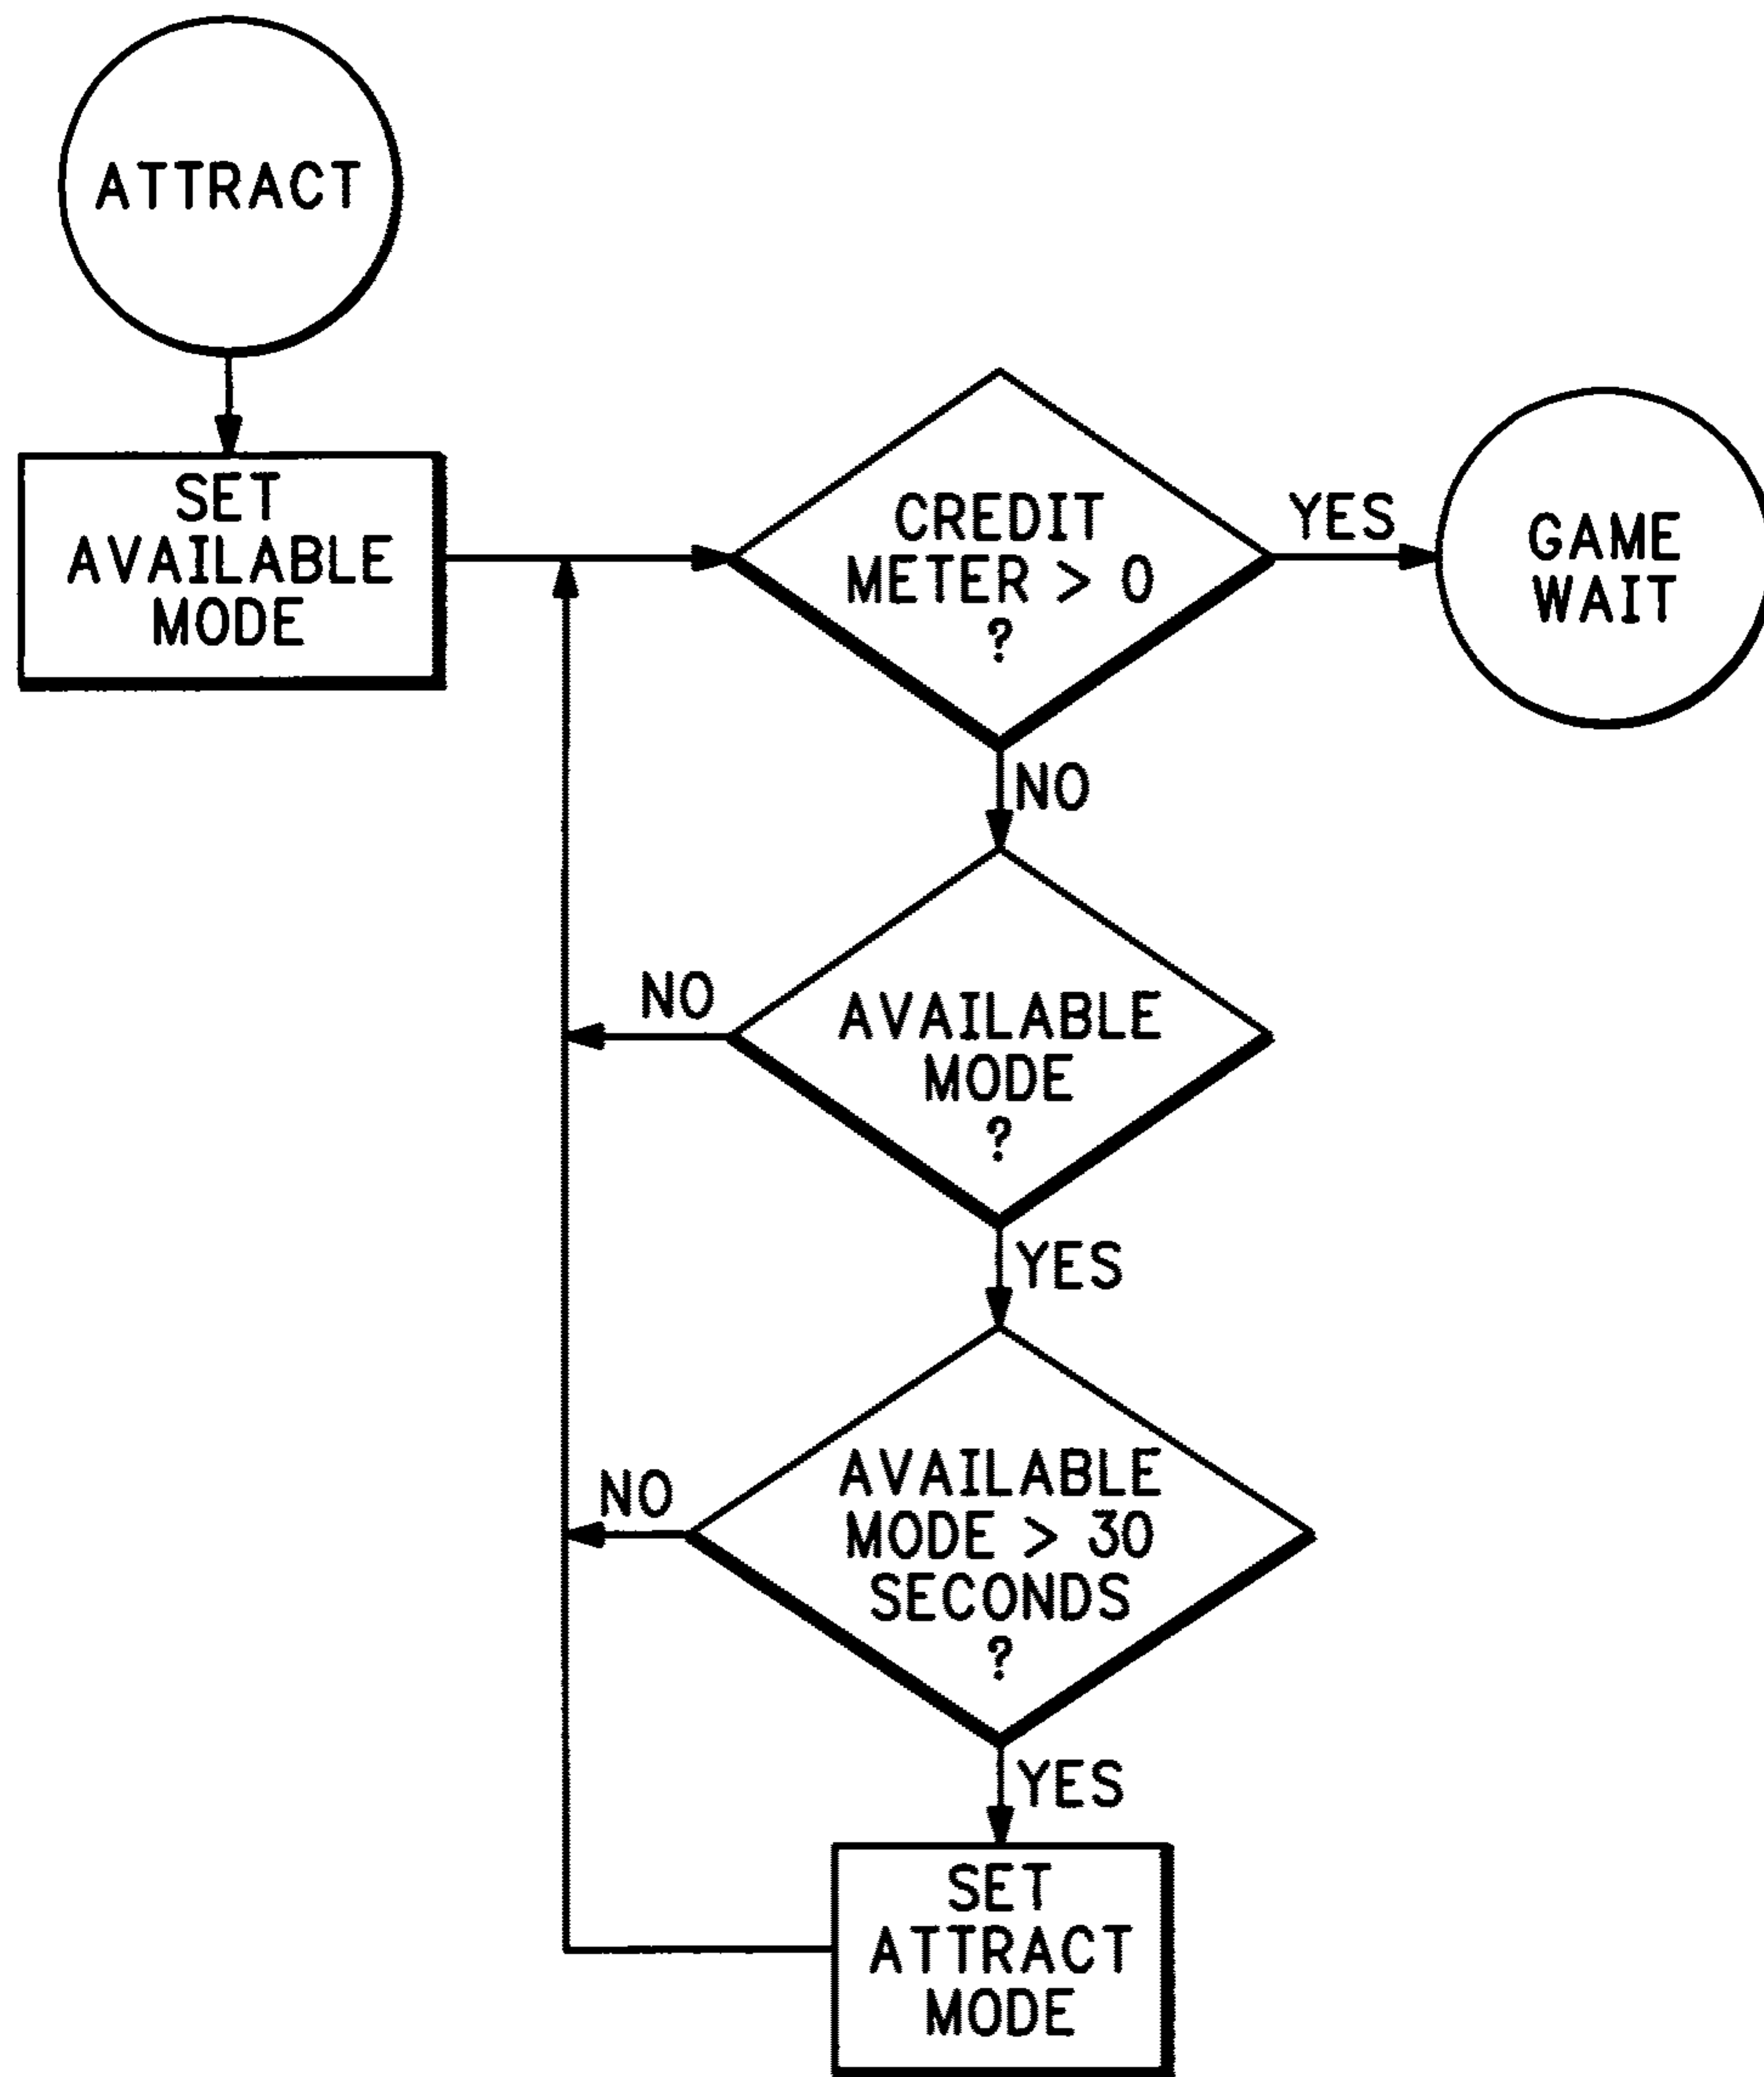 ATTRACT
SET
AVAILABLE
MODE
CREDIT
METER > 0
?
YES
GAME
WAIT
NO
NO
AVAILABLE
MODE
?
YES
NO
AVAILABLE
MODE > 30
SECONDS
?
YES
SET
ATTRACT
MODE